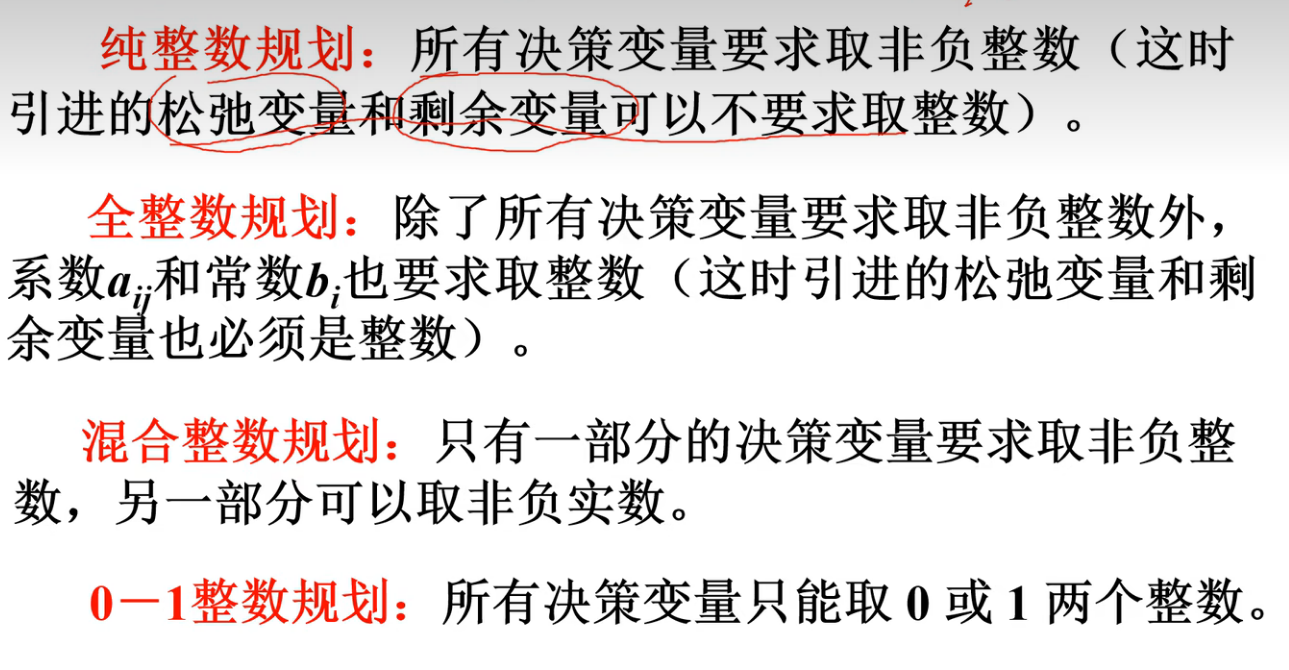 纯整数规划：所有决策变量要求取非负整数（这时
引进的松弛变量和剩余变量可以不要求取整数）。
全整数规划：除了所有决策变量要求取非负整数外，
系数aij和常数bi也要求取整数（这时引进的松弛变量和剩
余变量也必须是整数）。
混合整数规划：只有一部分的决策变量要求取非负整
数，另一部分可以取非负实数。
0－1整数规划：所有决策变量只能取 0 或 1 两个整数。